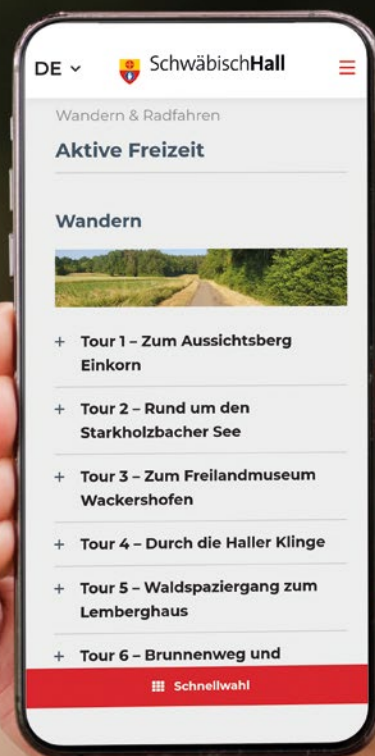 DE
SchwäbischHall
Wandern & Radfahren
Aktive Freizeit
Wandern
+ Tour 1 – Zum Aussichtsberg
Einkorn
+ Tour 2 – Rund um den
Starkholzbacher See
+ Tour 3 – Zum Freilandmuseum
Wackershofen
+ Tour 4 – Durch die Haller Klinge
+ Tour 5 – Waldspaziergang zum
Lemberghaus
+ Tour 6 – Brunnenweg und
Schnellwahl